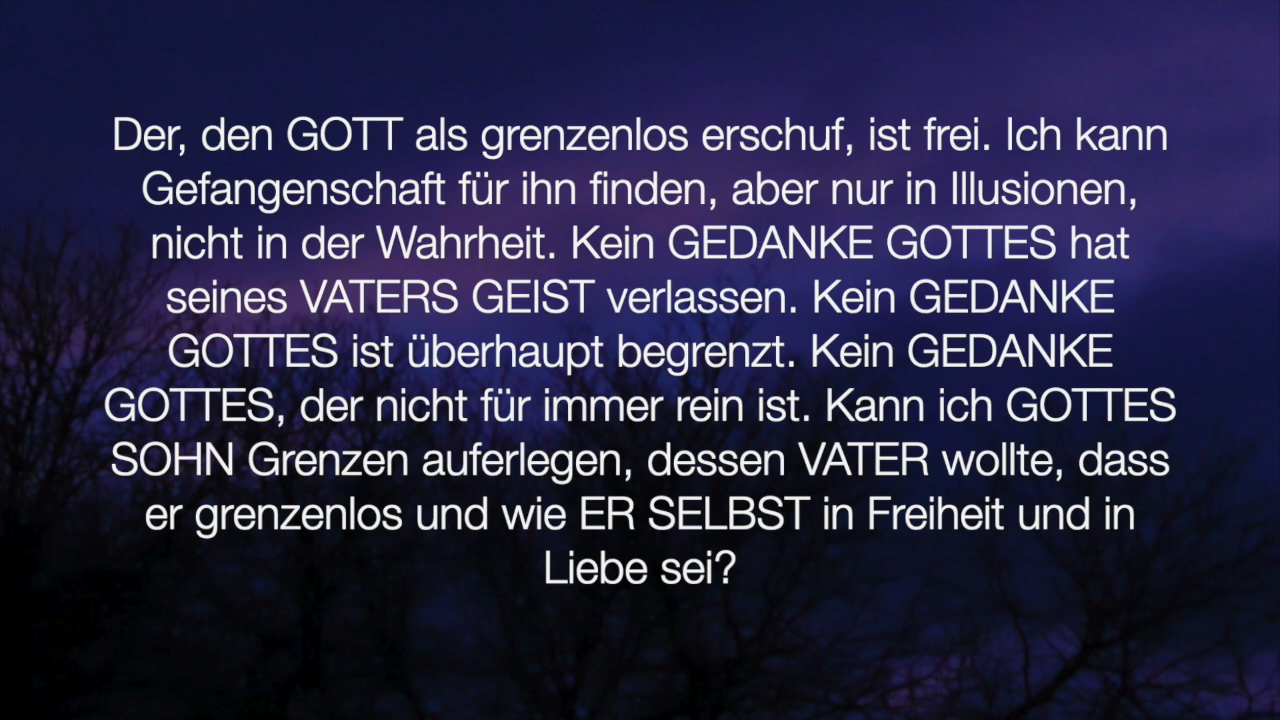 Der, den GOTT als grenzenlos erschuf, ist frei. Ich kann
Gefangenschaft für ihn finden, aber nur in Illusionen,
nicht in der Wahrheit. Kein GEDANKE GOTTES hat
seines VATERS GEIST verlassen. Kein GEDANKE
GOTTES ist überhaupt begrenzt. Kein GEDANKE
GOTTES, der nicht für immer rein ist. Kann ich GOTTES
SOHN Grenzen auferlegen, dessen VATER wollte, dass
er grenzenlos und wie ER SELBST in Freiheit und in
Liebe sei?